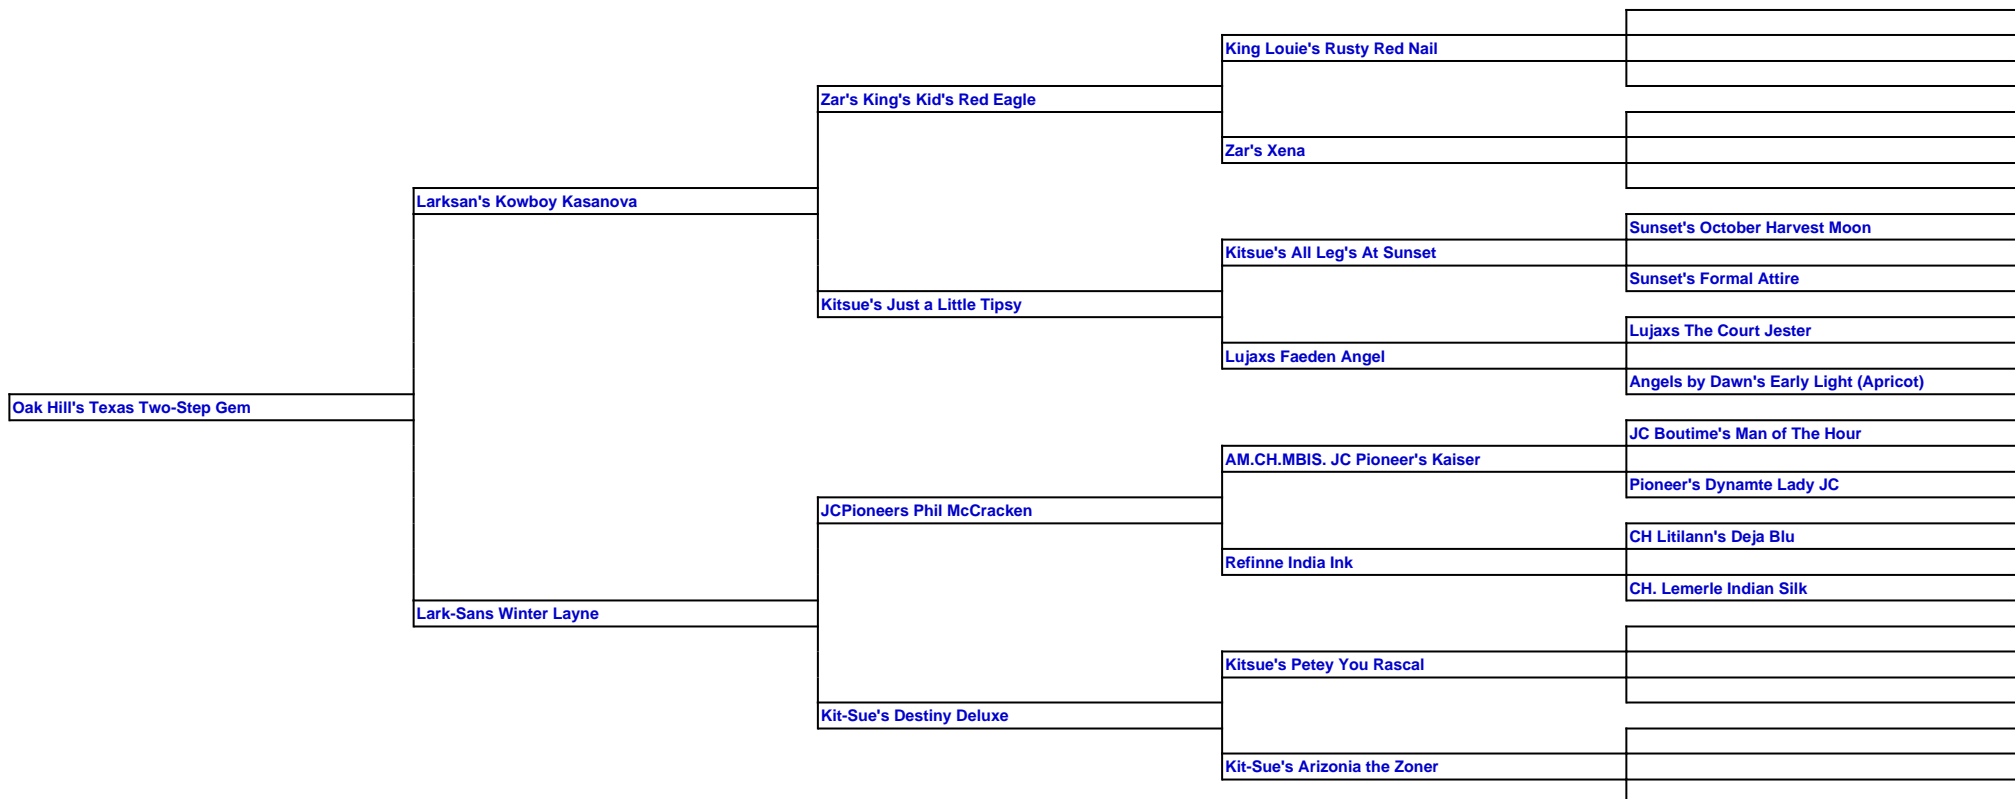 King Louie's Rusty Red Nail
Zar's King's Kid's Red Eagle
Zar's Xena
Larksan's Kowboy Kasanova
Sunset's October Harvest Moon
Kitsue's All Leg's At Sunset
Sunset's Formal Attire
Kitsue's Just a Little Tipsy
Lujaxs The Court Jester
Lujaxs Faeden Angel
Angels by Dawn's Early Light (Apricot)
Oak Hill's Texas Two-Step Gem
JC Boutime's Man of The Hour
AM.CH.MBIS. JC Pioneer's Kaiser
Pioneer's Dynamte Lady JC
JCPioneers Phil McCracken
CH Litilann's Deja Blu
Refinne India Ink
CH. Lemerle Indian Silk
Lark-Sans Winter Layne
Kitsue's Petey You Rascal
Kit-Sue's Destiny Deluxe
Kit-Sue's Arizonia the Zoner